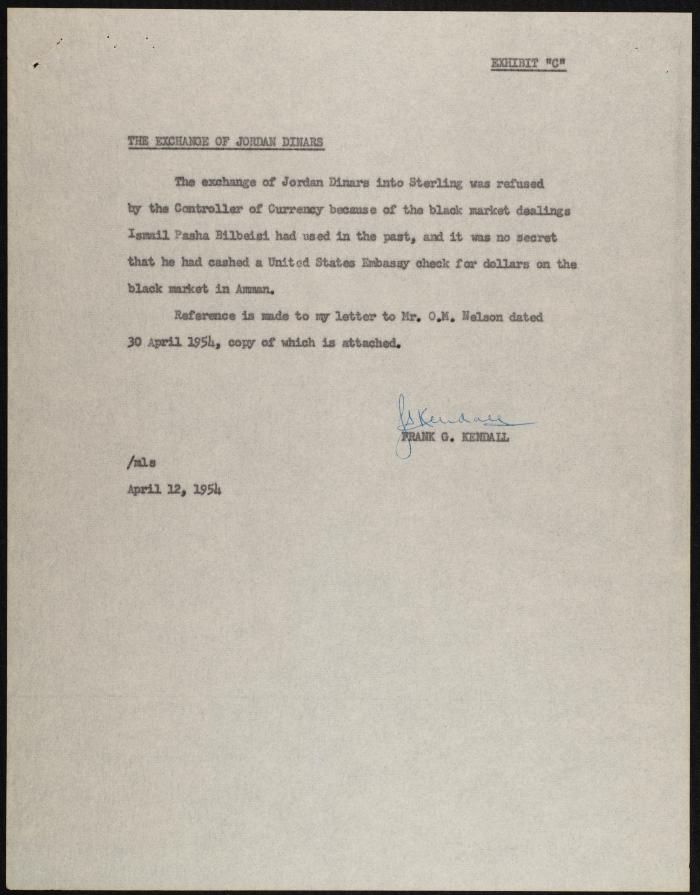 EXHIBIT "C"
THE EXCHANGE OF JORDAN DINARS
The exchange of Jordan Dinars into Sterling was refused
by the Controller of Currency because of the black market dealings
Ismail Pasha Bilbeisi had used in the past, and it was no secret
that he had cashed a United States Embassy check for dollars on the
black market in Amman.
Reference is made to my letter to Mr. O.M. Nelson dated
30 April 1954, copy of which is attached.
FGKendall
FRANK G. KENDALL
/mls
April 12, 1954